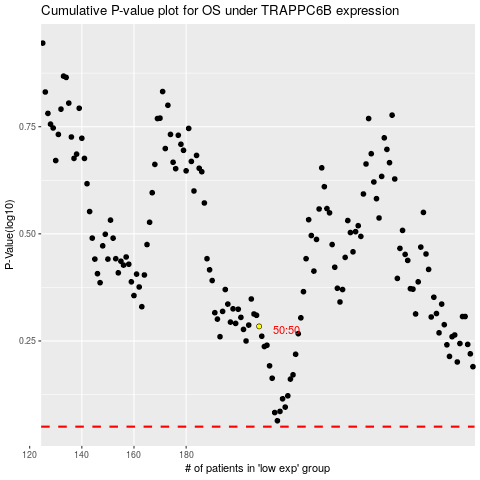 Cumulative P-value plot for OS under TRAPPC6B expression
P-Value(log10)
0.75
0.50
0.25
50:50
120 140 160 180
# of patients in 'low exp' group